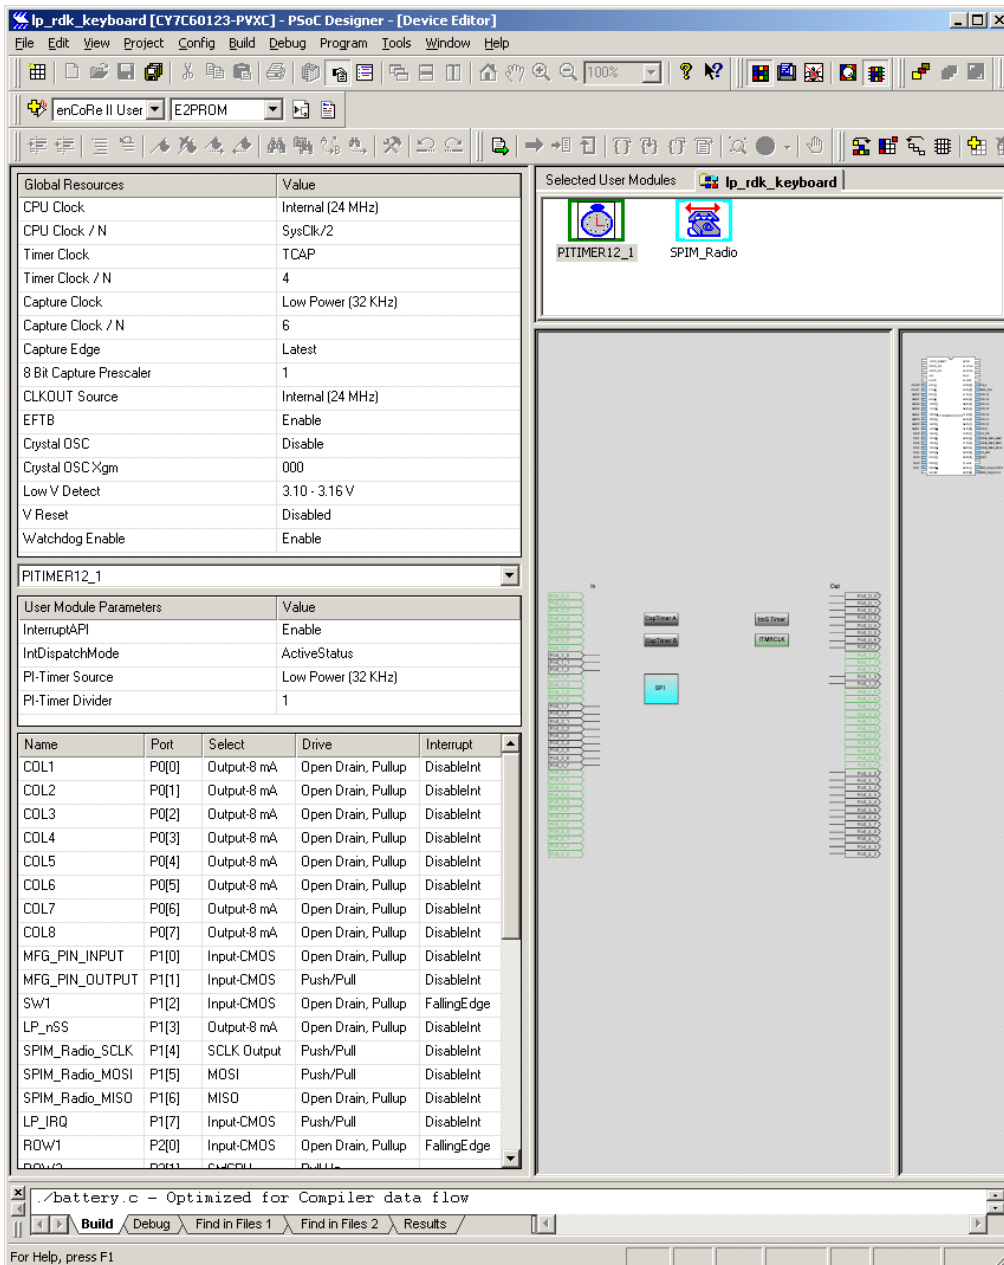 lp_rdk_keyboard [CY7C60123-PVXC] - PSoC Designer - [Device Editor]
File Edit View Project Config Build Debug Program Tools Window Help
100%
enCoRe II User E2PROM
Global Resources Value
CPU Clock Internal (24 MHz)
CPU Clock / N SysClk/2
Timer Clock TCAP
Timer Clock / N 4
Capture Clock Low Power (32 KHz)
Capture Clock / N 6
Capture Edge Latest
8 Bit Capture Prescaler 1
CLKOUT Source Internal (24 MHz)
EFTB Enable
Crystal OSC Disable
Crystal OSC Xgm 000
Low V Detect 3.10 - 3.16 V
V Reset Disabled
Watchdog Enable Enable
PITIMER12_1
User Module Parameters Value
InterruptAPI Enable
IntDispatchMode ActiveStatus
PI-Timer Source Low Power (32 KHz)
PI-Timer Divider 1
Name Port Select Drive Interrupt
COL1 P0[0] Output-8 mA Open Drain, Pullup DisableInt
COL2 P0[1] Output-8 mA Open Drain, Pullup DisableInt
COL3 P0[2] Output-8 mA Open Drain, Pullup DisableInt
COL4 P0[3] Output-8 mA Open Drain, Pullup DisableInt
COL5 P0[4] Output-8 mA Open Drain, Pullup DisableInt
COL6 P0[5] Output-8 mA Open Drain, Pullup DisableInt
COL7 P0[6] Output-8 mA Open Drain, Pullup DisableInt
COL8 P0[7] Output-8 mA Open Drain, Pullup DisableInt
MFG_PIN_INPUT P1[0] Input-CMOS Open Drain, Pullup DisableInt
MFG_PIN_OUTPUT P1[1] Input-CMOS Push/Pull DisableInt
SW1 P1[2] Input-CMOS Open Drain, Pullup FallingEdge
LP_nSS P1[3] Output-8 mA Open Drain, Pullup DisableInt
SPIM_Radio_SCLK P1[4] SCLK Output Push/Pull DisableInt
SPIM_Radio_MOSI P1[5] MOSI Push/Pull DisableInt
SPIM_Radio_MISO P1[6] MISO Open Drain, Pullup DisableInt
LP_IRQ P1[7] Input-CMOS Push/Pull DisableInt
ROW1 P2[0] Input-CMOS Open Drain, Pullup FallingEdge
Selected User Modules lp_rdk_keyboard
PITIMER12_1 SPIM_Radio
In Out
CapTimer A
CapTimer B
SPI
ITMRCLK
./battery.c - Optimized for Compiler data flow
Build Debug Find in Files 1 Find in Files 2 Results
For Help, press F1